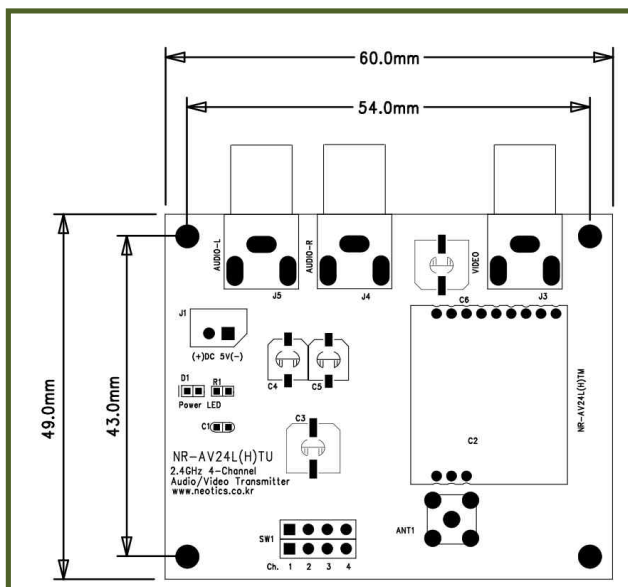 60.0mm
54.0mm
49.0mm
43.0mm
AUDIO-L
AUDIO-R
VIDEO
J5
J4
C6
J3
J1
(+)DC 5V(-)
D1
R1
Power LED
C4
C5
C1
C3
NR-AV24L(H)TM
C2
NR-AV24L(H)TU
2.4GHz 4-Channel
Audio/Video Transmitter
www.neotics.co.kr
SW1
ANT1
Ch. 1 2 3 4